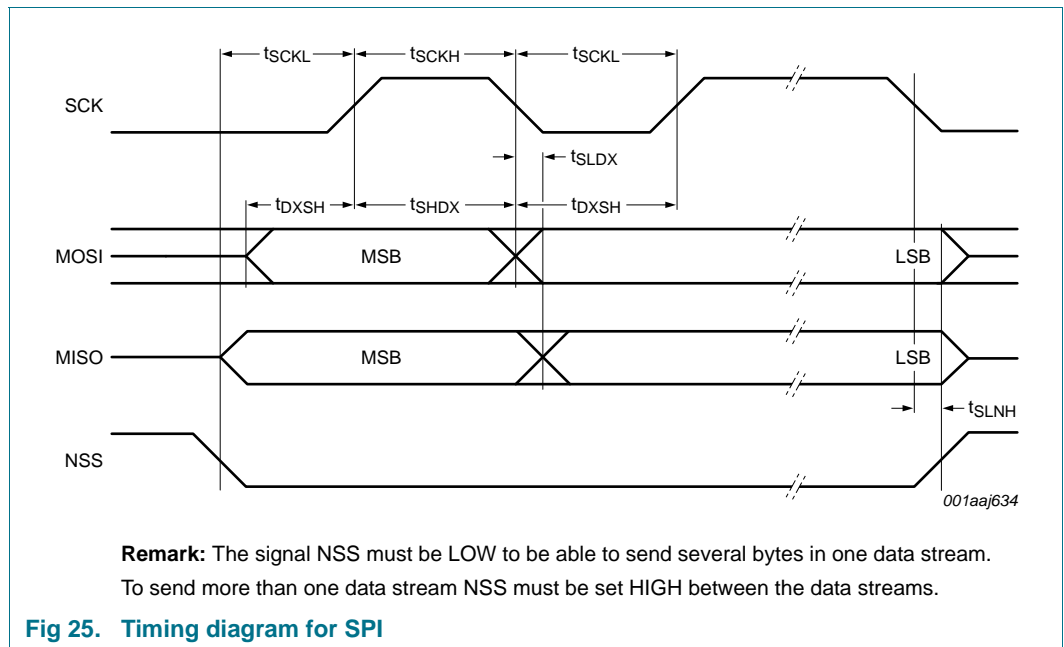 tSCKL tSCKH tSCKL
SCK
tSLDX
tDXSH tSHDX tDXSH
MOSI MSB LSB
MISO MSB LSB
tSLNH
NSS
001aaj634
Remark: The signal NSS must be LOW to be able to send several bytes in one data stream.
To send more than one data stream NSS must be set HIGH between the data streams.
Fig 25. Timing diagram for SPI